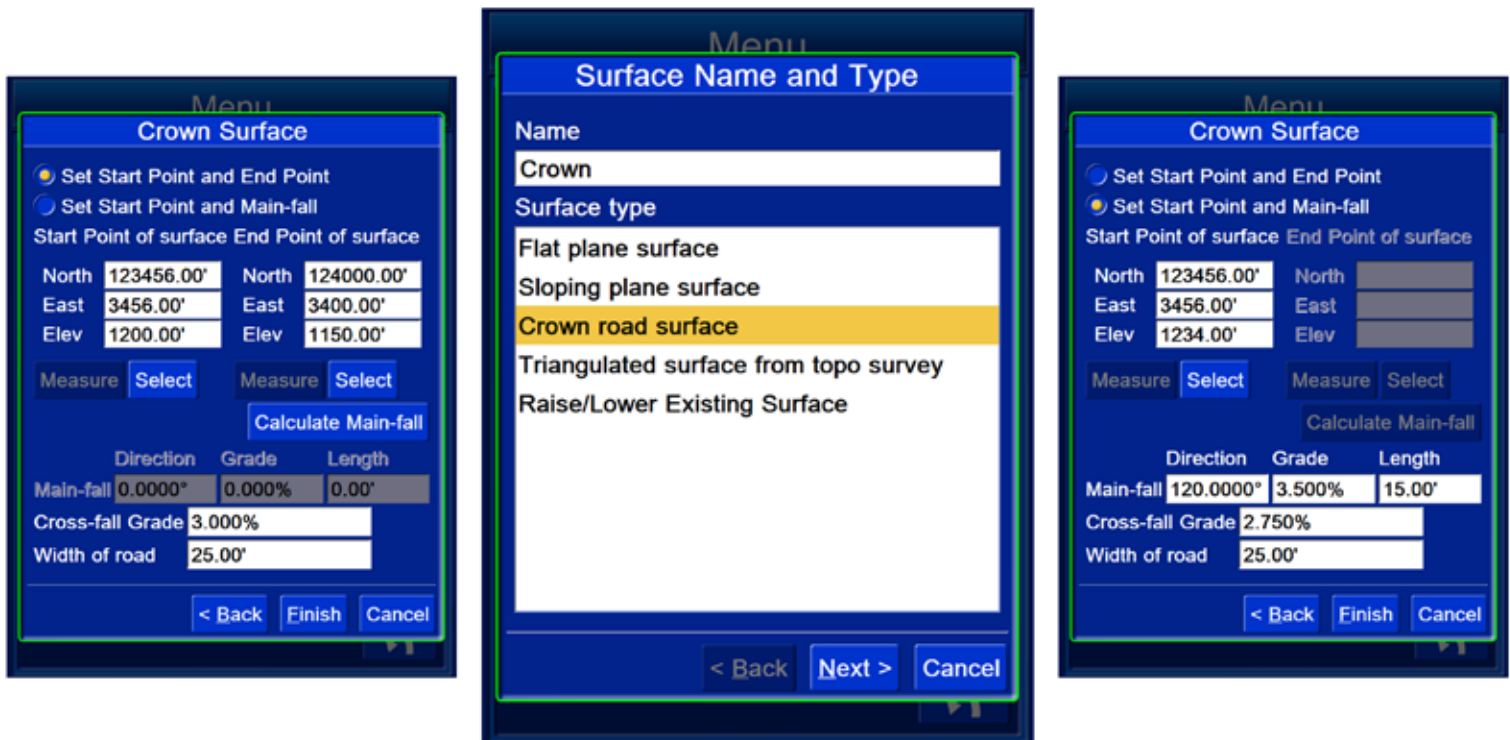 Menu
Crown Surface
Set Start Point and End Point
Set Start Point and Main-fall
Start Point of surface End Point of surface
North 123456.00' North 124000.00'
East 3456.00' East 3400.00'
Elev 1200.00' Elev 1150.00'
Measure Select Measure Select
Calculate Main-fall
Direction Grade Length
Main-fall 0.0000° 0.000% 0.00'
Cross-fall Grade 3.000%
Width of road 25.00'
< Back Finish Cancel
Menu
Surface Name and Type
Name
Crown
Surface type
Flat plane surface
Sloping plane surface
Crown road surface
Triangulated surface from topo survey
Raise/Lower Existing Surface
< Back Next > Cancel
Menu
Crown Surface
Set Start Point and End Point
Set Start Point and Main-fall
Start Point of surface End Point of surface
North 123456.00' North
East 3456.00' East
Elev 1234.00' Elev
Measure Select Measure Select
Calculate Main-fall
Direction Grade Length
Main-fall 120.0000° 3.500% 15.00'
Cross-fall Grade 2.750%
Width of road 25.00'
< Back Finish Cancel